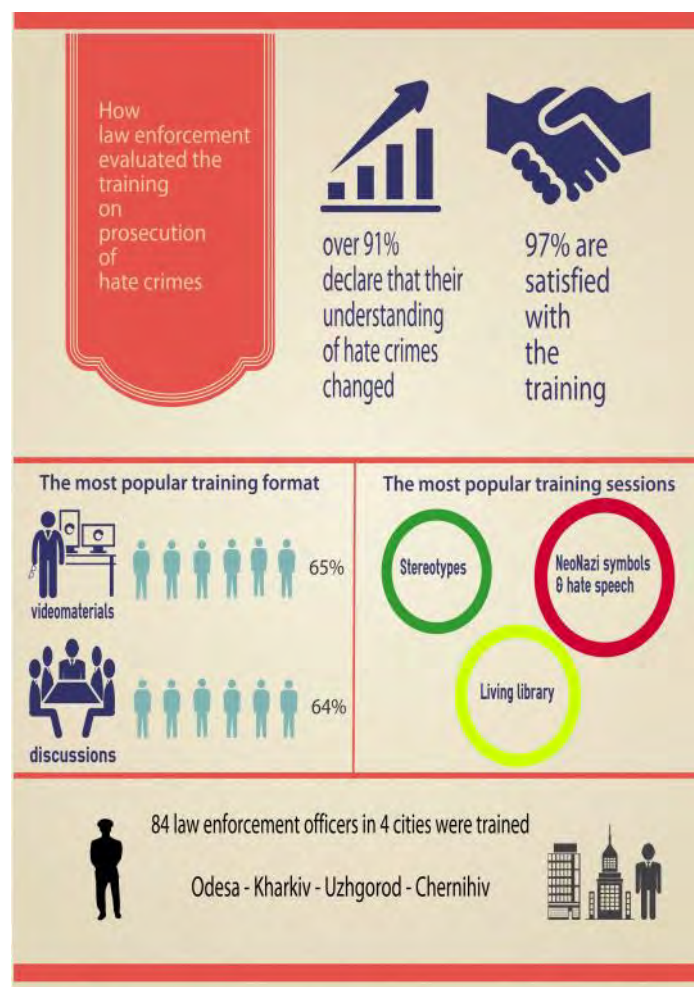 How
law enforcement
evaluated the
training
on
prosecution
of
hate crimes
over 91%
declare that their
understanding
of hate crimes
changed
97% are
satisfied
with
the
training
The most popular training format
videomaterials
65%
discussions
64%
The most popular training sessions
Stereotypes
NeoNazi symbols
& hate speech
Living library
84 law enforcement officers in 4 cities were trained
Odesa - Kharkiv - Uzhgorod - Chernihiv